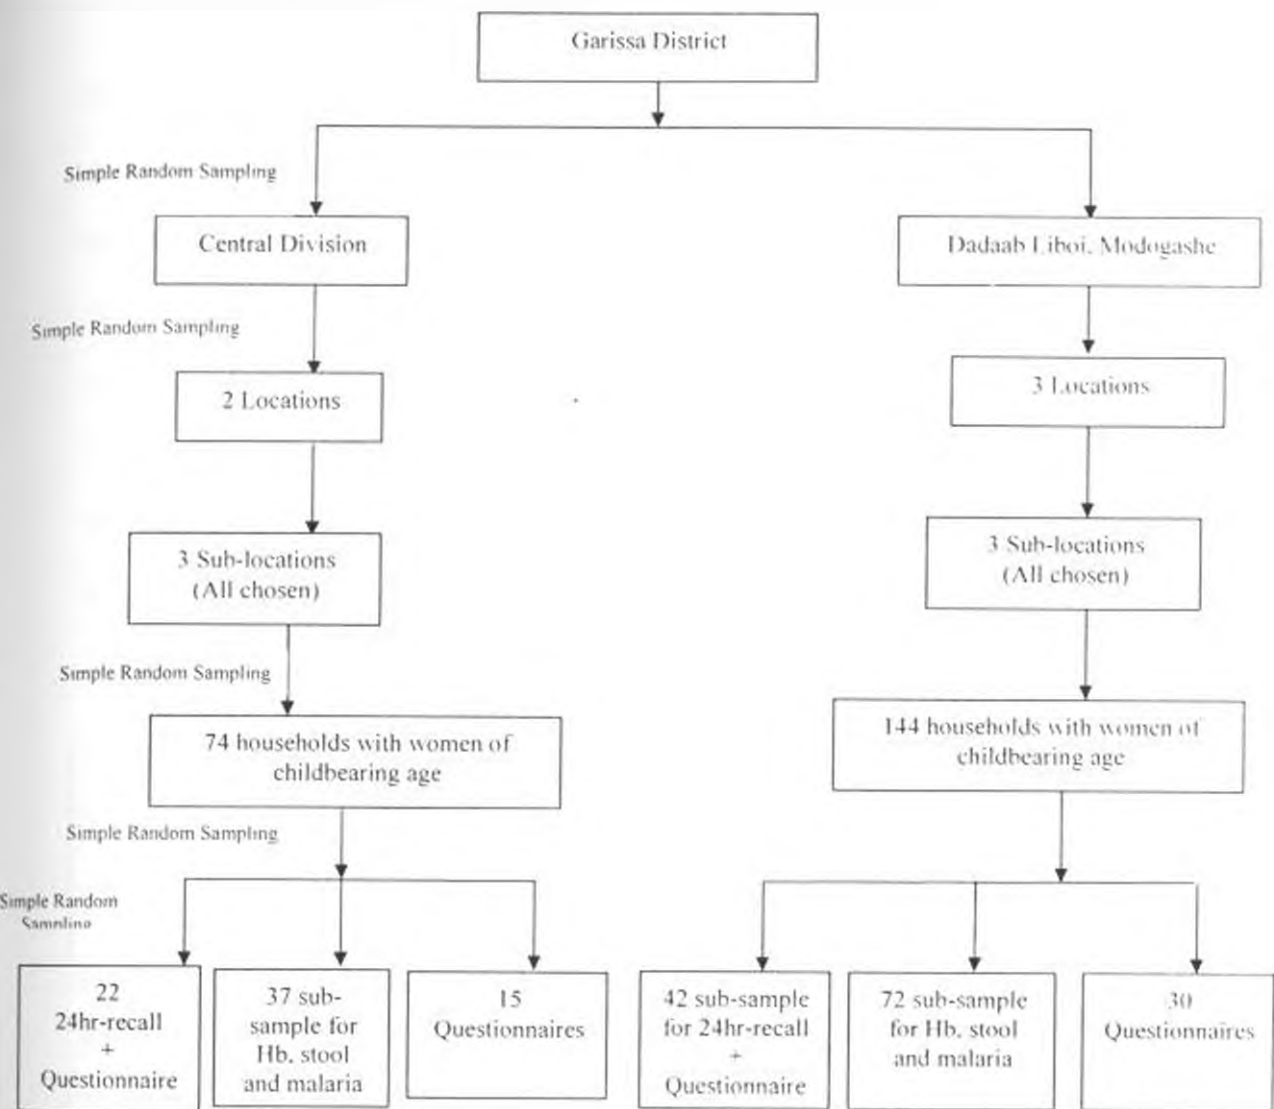 Garissa District
Simple Random Sampling
Central Division
Dadaab Liboi, Modogashe
Simple Random Sampling
2 Locations
3 Locations
3 Sub-locations
(All chosen)
3 Sub-locations
(All chosen)
Simple Random Sampling
74 households with women of
childbearing age
144 households with women of
childbearing age
Simple Random Sampling
Simple Random
Sampling
22
24hr-recall
+
Questionnaire
37 sub-
sample for
Hb, stool
and malaria
15
Questionnaires
42 sub-sample
for 24hr-recall
+
Questionnaire
72 sub-sample
for Hb, stool
and malaria
30
Questionnaires